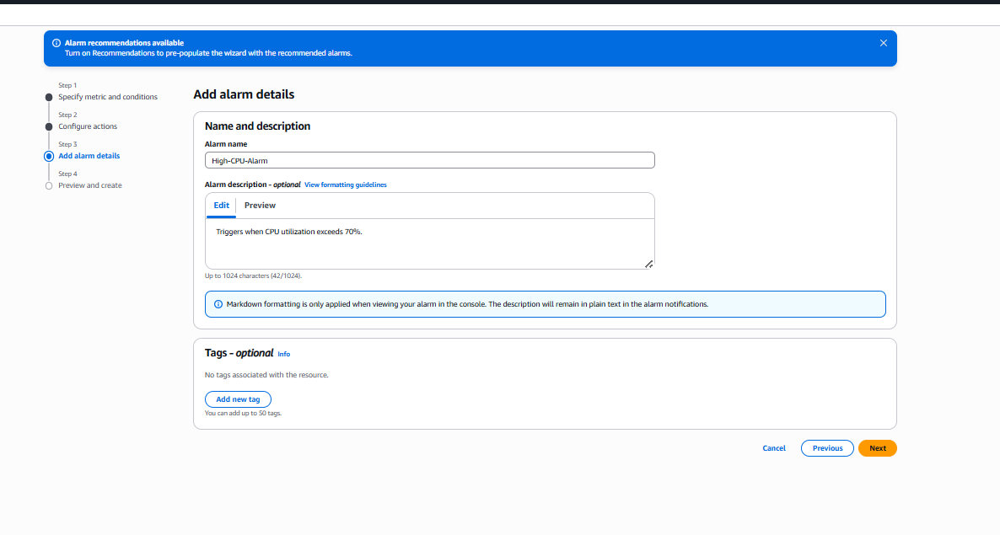 Alarm recommendations available
Turn on Recommendations to pre-populate the wizard with the recommended alarms.
Step 1
Specify metric and conditions
Step 2
Configure actions
Step 3
Add alarm details
Step 4
Preview and create
Add alarm details
Name and description
Alarm name
High-CPU-Alarm
Alarm description - optional View formatting guidelines
Edit Preview
Triggers when CPU utilization exceeds 70%.
Up to 1024 characters (42/1024).
Markdown formatting is only applied when viewing your alarm in the console. The description will remain in plain text in the alarm notifications.
Tags - optional Info
No tags associated with the resource.
Add new tag
You can add up to 50 tags.
Cancel Previous Next